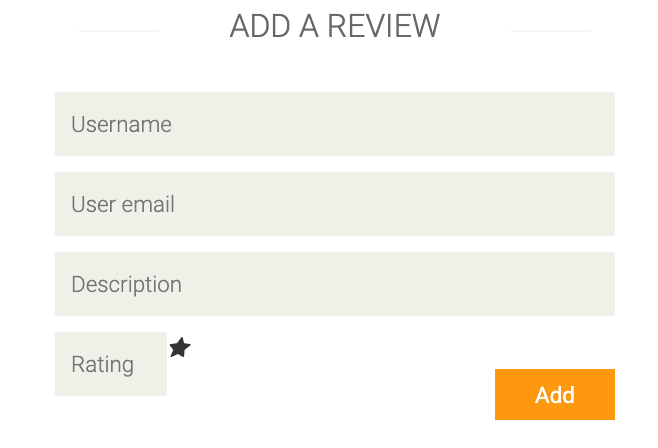 ADD A REVIEW
Username
User email
Description
Rating
Add